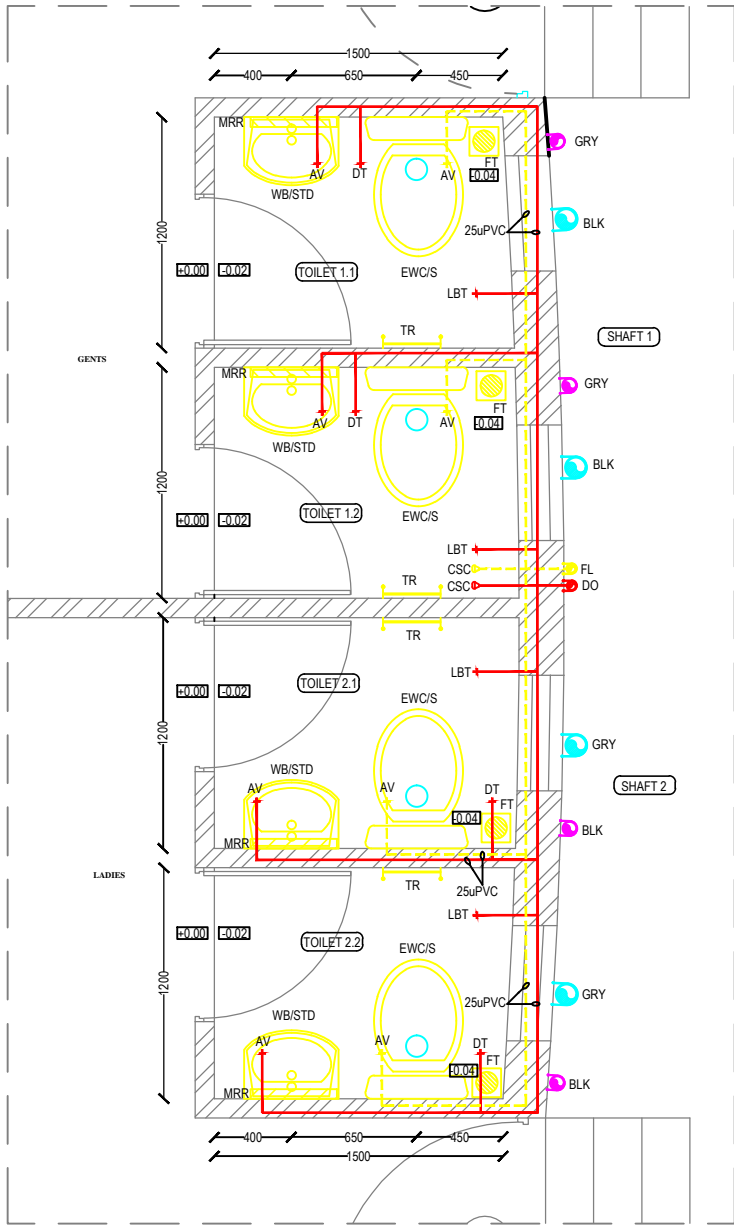 1500
400 650 450
MRR
WB/STD
AV DT AV
FT
-0.04
GRY
BLK
25uPVC
1200
+0.00 -0.02
TOILET 1.1
EWC/S
LBT
SHAFT 1
TR
GENTS
MRR
WB/STD
AV DT AV
FT
-0.04
GRY
BLK
1200
+0.00 -0.02
TOILET 1.2
EWC/S
LBT
CSC FL
CSC DO
TR
TR
LBT
1200
+0.00 -0.02
TOILET 2.1
EWC/S
GRY
WB/STD
AV AV DT
FT
-0.04
SHAFT 2
BLK
MRR
LADIES
TR
25uPVC
LBT
1200
+0.00 -0.02
TOILET 2.2
EWC/S
25uPVC
GRY
WB/STD
AV AV DT
FT
-0.04
BLK
MRR
400 650 450
1500